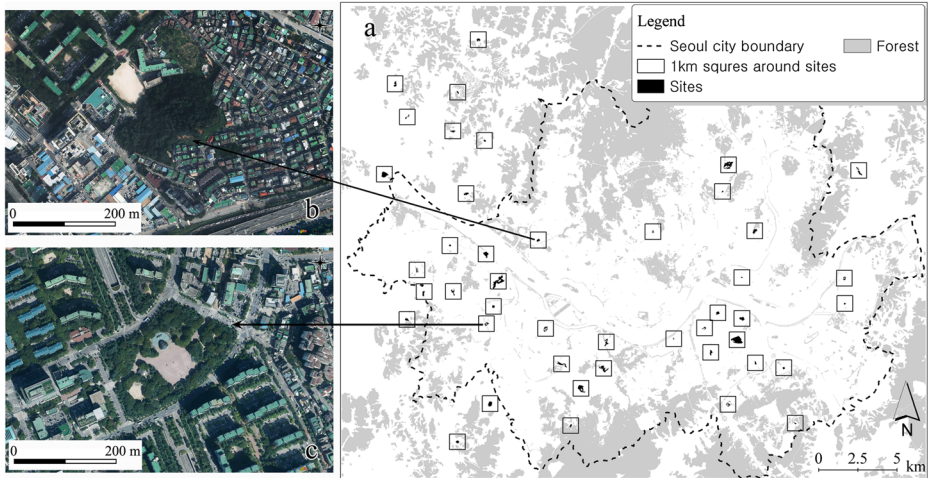 a
Legend
Seoul city boundary
Forest
1km squres around sites
Sites
0 200 m
b
0 200 m
c
N
0 2.5 5
km